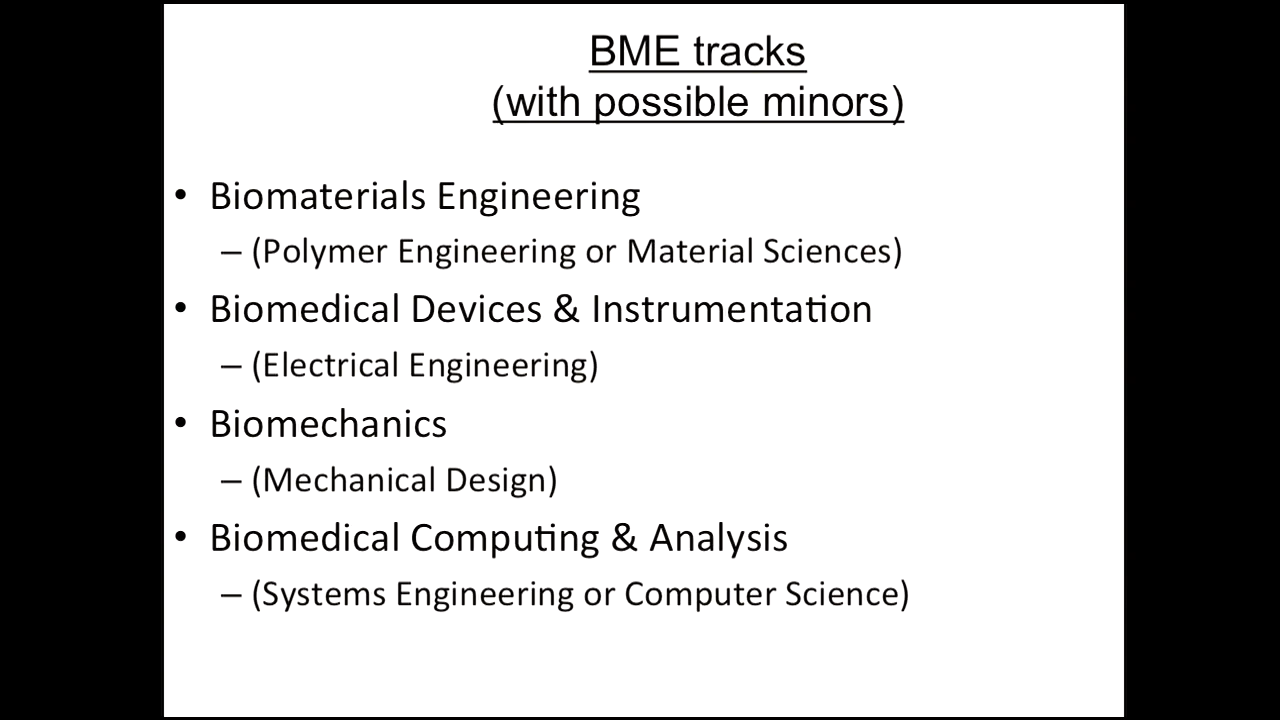 BME tracks
(with possible minors)
• Biomaterials Engineering
– (Polymer Engineering or Material Sciences)
• Biomedical Devices & Instrumentation
– (Electrical Engineering)
• Biomechanics
– (Mechanical Design)
• Biomedical Computing & Analysis
– (Systems Engineering or Computer Science)